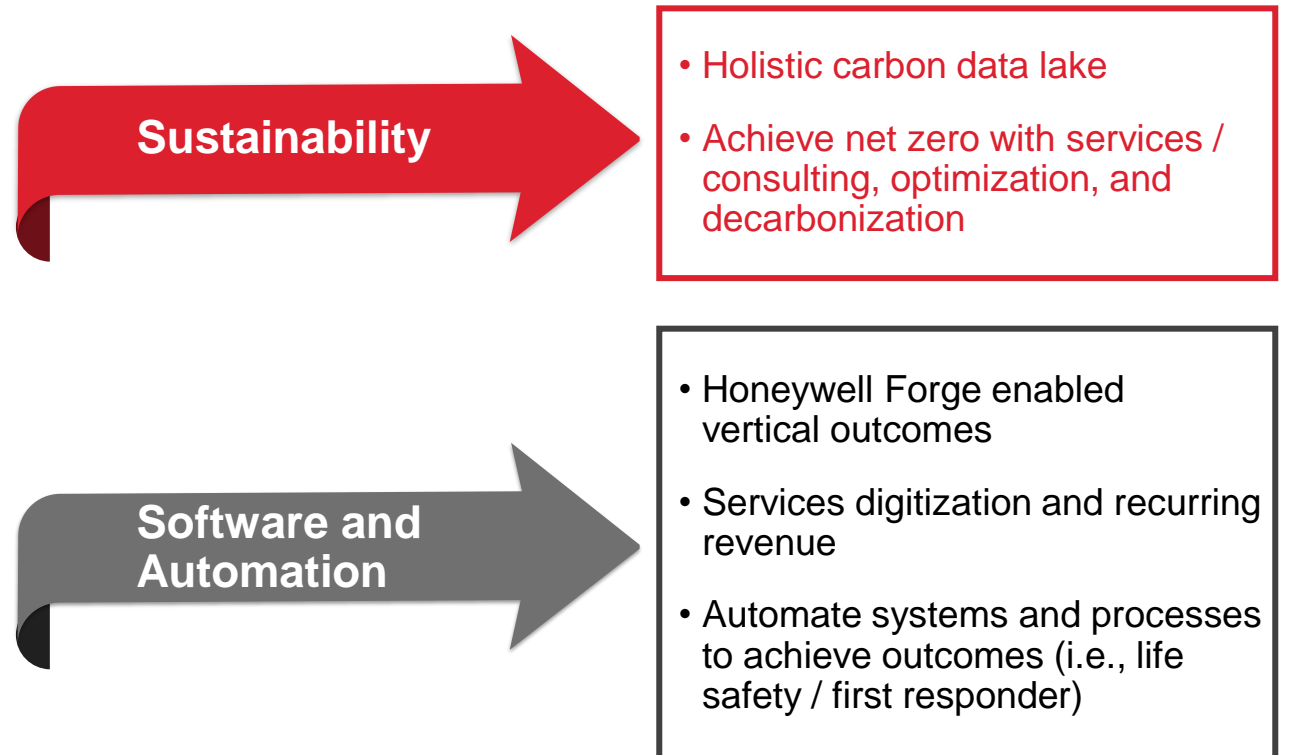 Sustainability
• Holistic carbon data lake
• Achieve net zero with services /
consulting, optimization, and
decarbonization
Software and
Automation
• Honeywell Forge enabled
vertical outcomes
• Services digitization and recurring
revenue
• Automate systems and processes
to achieve outcomes (i.e., life
safety / first responder)